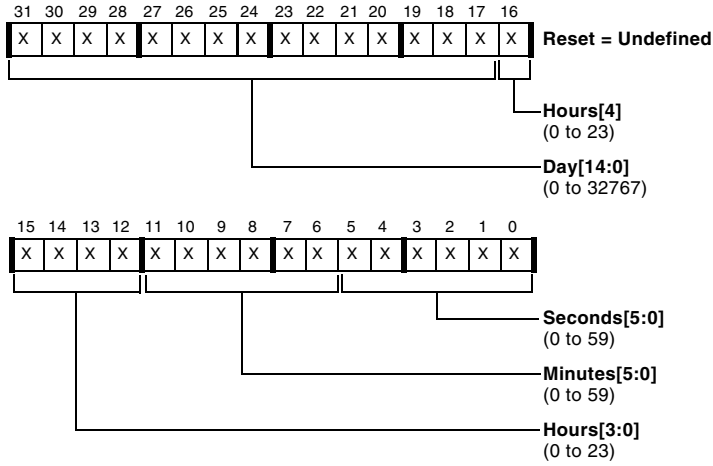 31 30 29 28 27 26 25 24 23 22 21 20 19 18 17 16
X X X X X X X X X X X X X X X X Reset = Undefined
Hours[4]
(0 to 23)
Day[14:0]
(0 to 32767)
15 14 13 12 11 10 9 8 7 6 5 4 3 2 1 0
X X X X X X X X X X X X X X X X
Seconds[5:0]
(0 to 59)
Minutes[5:0]
(0 to 59)
Hours[3:0]
(0 to 23)